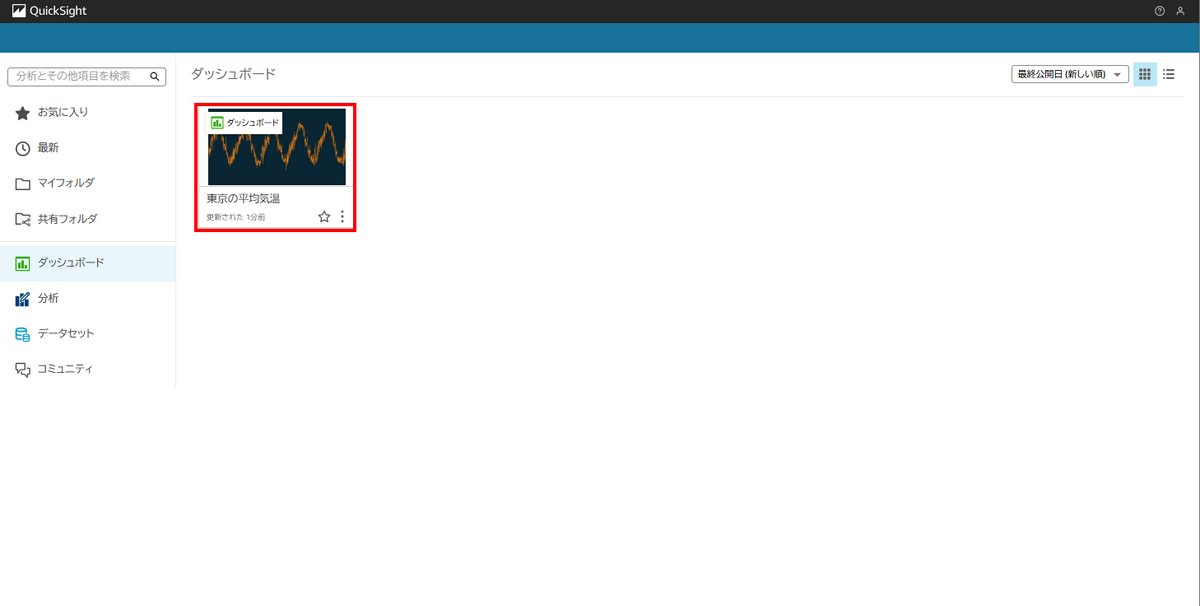 QuickSight
分析とその他項目を検索
お気に入り
最新
マイフォルダ
共有フォルダ
ダッシュボード
分析
データセット
コミュニティ
ダッシュボード
最終公開日 (新しい順)
ダッシュボード
東京の平均気温
更新された 1分前